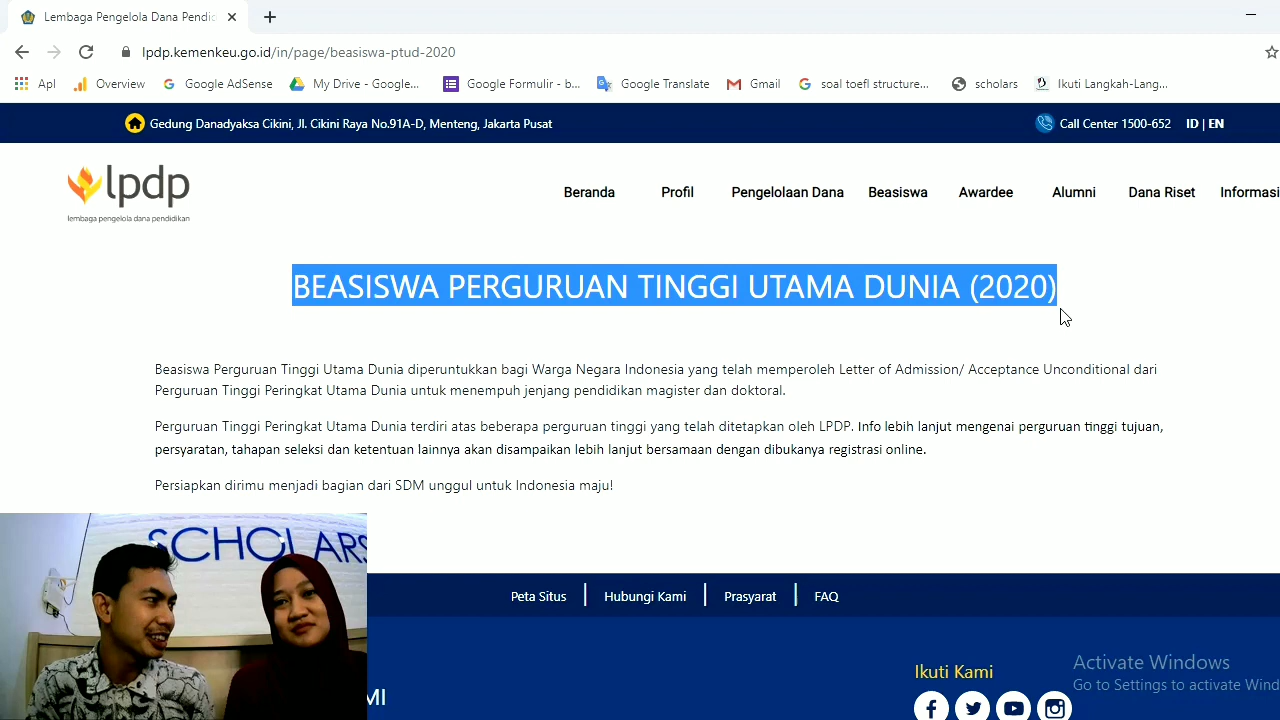 Lembaga Pengelola Dana Pendic
lpdp.kemenkeu.go.id/in/page/beasiswa-ptud-2020
Apl Overview Google AdSense My Drive - Google... Google Formulir - b... Google Translate Gmail soal toefl structure... scholars Ikuti Langkah-Lang...
Gedung Danadyaksa Cikini, Jl. Cikini Raya No.91A-D, Menteng, Jakarta Pusat Call Center 1500-652 ID | EN
lpdp
lembaga pengelola dana pendidikan
Beranda Profil Pengelolaan Dana Beasiswa Awardee Alumni Dana Riset Informasi
BEASISWA PERGURUAN TINGGI UTAMA DUNIA (2020)
Beasiswa Perguruan Tinggi Utama Dunia diperuntukkan bagi Warga Negara Indonesia yang telah memperoleh Letter of Admission/ Acceptance Unconditional dari
Perguruan Tinggi Peringkat Utama Dunia untuk menempuh jenjang pendidikan magister dan doktoral.
Perguruan Tinggi Peringkat Utama Dunia terdiri atas beberapa perguruan tinggi yang telah ditetapkan oleh LPDP. Info lebih lanjut mengenai perguruan tinggi tujuan,
persyaratan, tahapan seleksi dan ketentuan lainnya akan disampaikan lebih lanjut bersamaan dengan dibukanya registrasi online.
Persiapkan dirimu menjadi bagian dari SDM unggul untuk Indonesia maju!
SCHOLARS
Peta Situs | Hubungi Kami | Prasyarat | FAQ
MI
Ikuti Kami
Activate Windows
Go to Settings to activate Wind